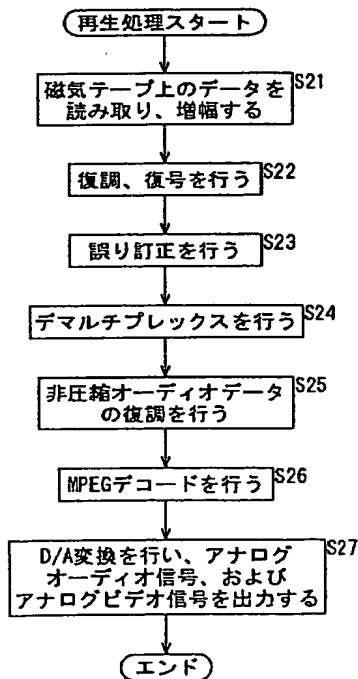 再生処理スタート
磁気テープ上のデータを
読み取り、増幅する
S21
復調、復号を行う
S22
誤り訂正を行う
S23
デマルチプレックスを行う
S24
非圧縮オーディオデータ
の復調を行う
S25
MPEGデコードを行う
S26
D/A変換を行い、アナログ
オーディオ信号、および
アナログビデオ信号を出力する
S27
エンド